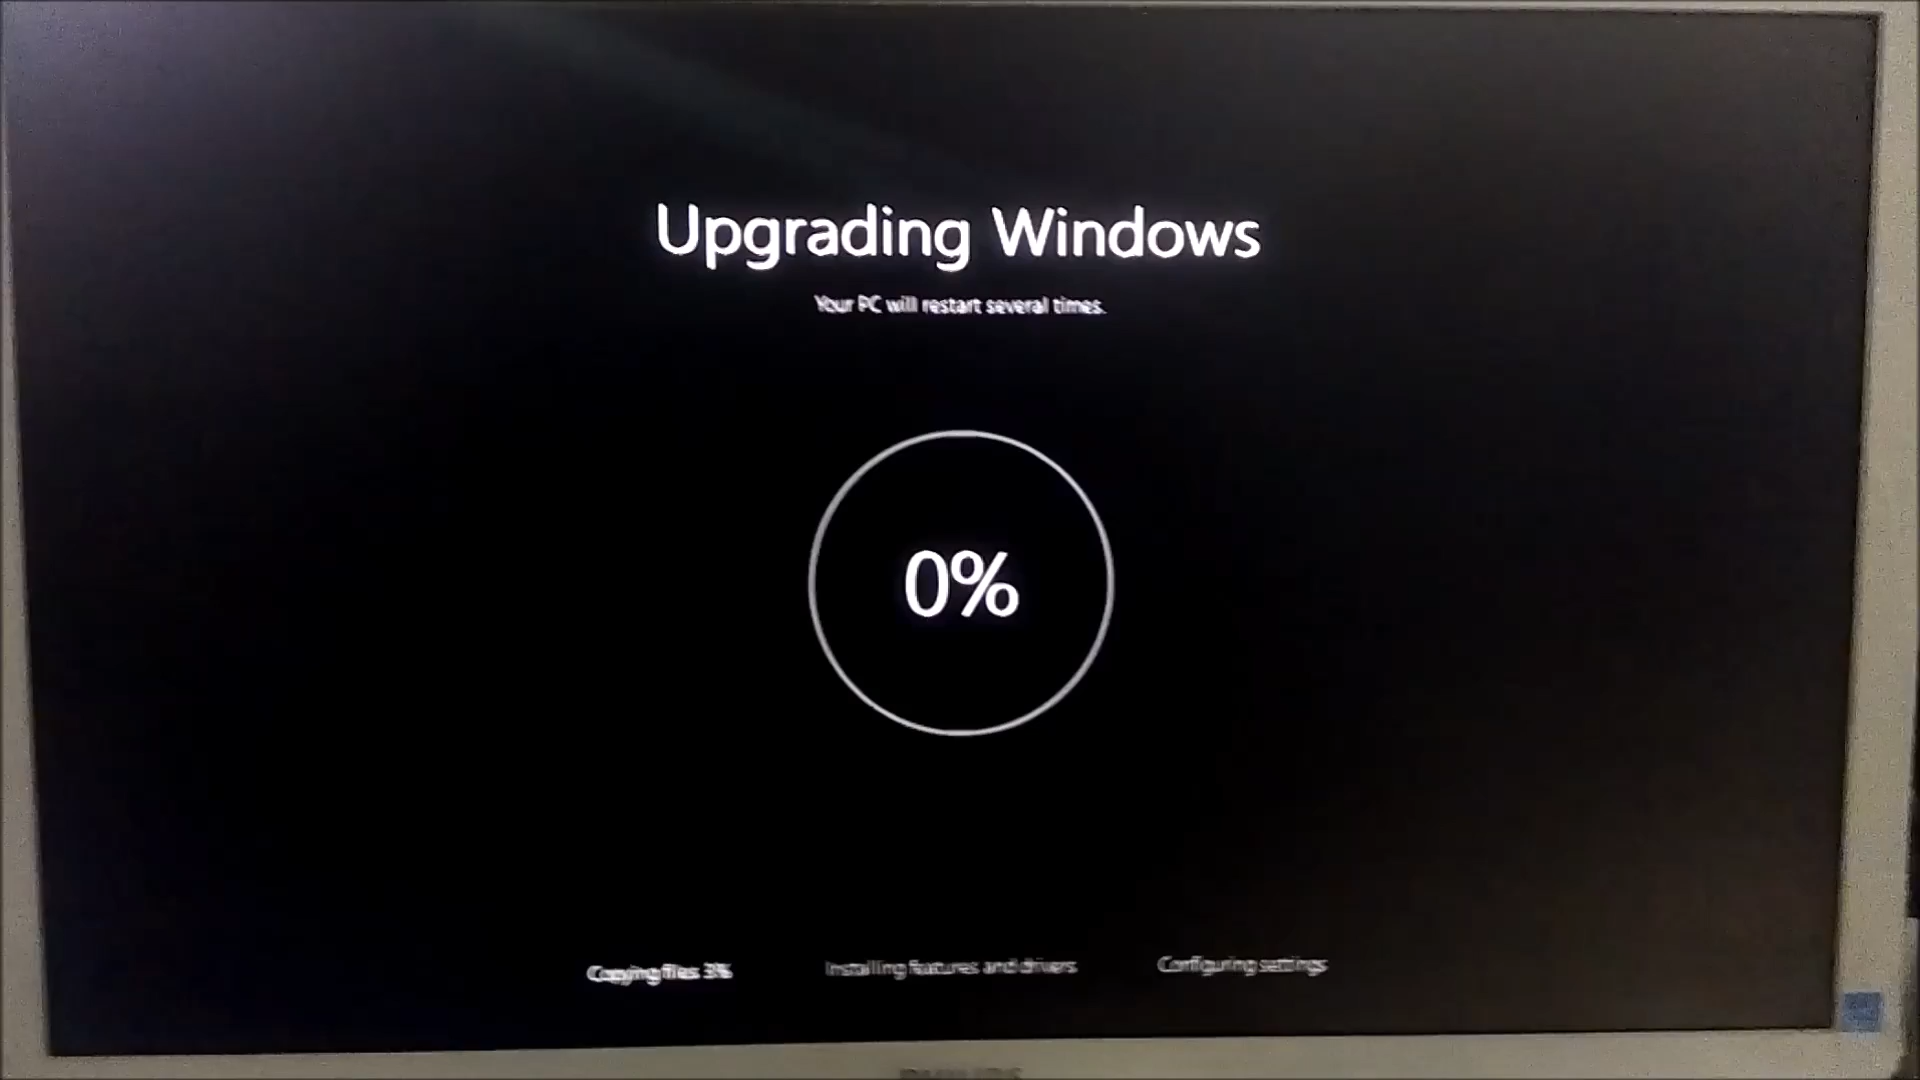 Upgrading Windows
Your PC will restart several times.
0%
Copying files 3%
Installing features and drivers
Configuring settings